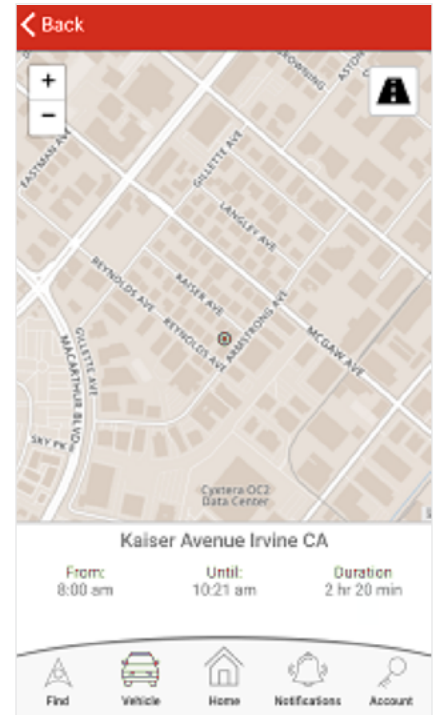 Back
BROWNING
ASTON
+
−
EASTMAN AVE
GILLETTE AVE
LANGLEY AVE
REYNOLDS AVE
KAISER AVE
REYNOLDS AVE
ARMSTRONG AVE
MCGAW AVE
GILLETTE AVE
MACARTHUR BLVD
SKY PK
Cyxtera OC2
Data Center
Kaiser Avenue Irvine CA
From: Until: Duration
8:00 am 10:21 am 2 hr 20 min
Find Vehicle Home Notifications Account